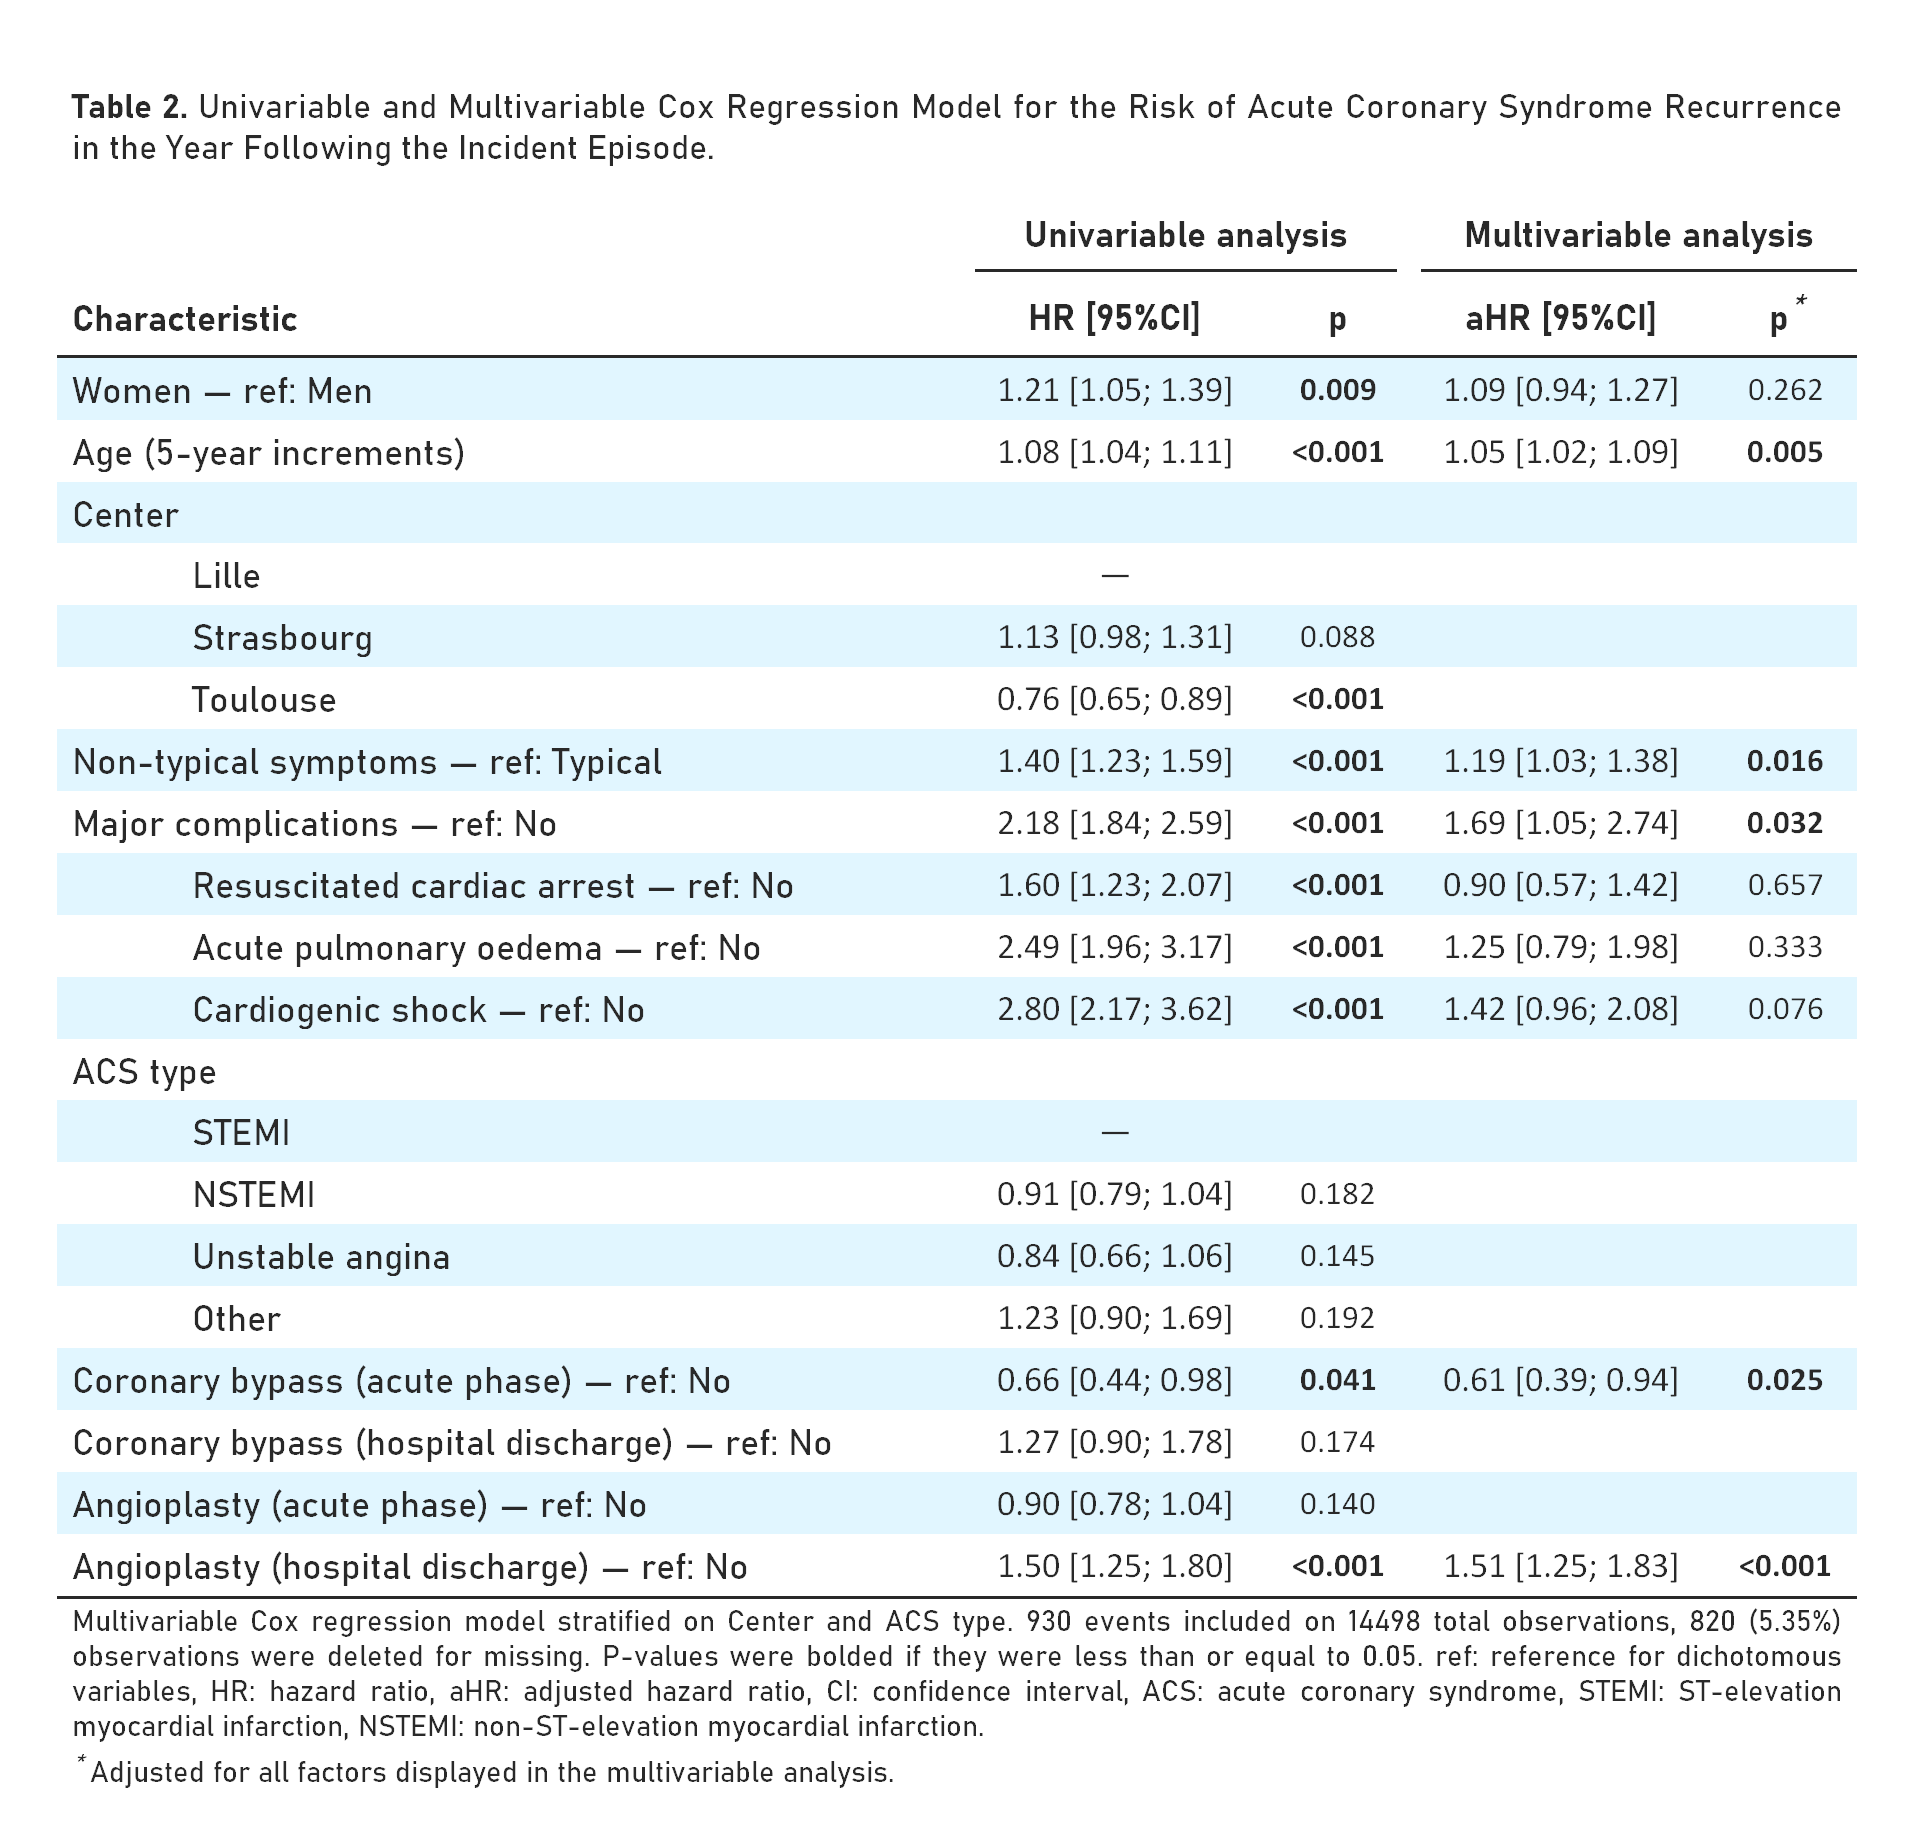 Table 2. Univariable and Multivariable Cox Regression Model for the Risk of Acute Coronary Syndrome Recurrence
in the Year Following the Incident Episode.
Univariable analysis Multivariable analysis
Characteristic HR [95%CI] p aHR [95%CI] p*
Women — ref: Men 1.21 [1.05; 1.39] 0.009 1.09 [0.94; 1.27] 0.262
Age (5-year increments) 1.08 [1.04; 1.11] <0.001 1.05 [1.02; 1.09] 0.005
Center
Lille —
Strasbourg 1.13 [0.98; 1.31] 0.088
Toulouse 0.76 [0.65; 0.89] <0.001
Non-typical symptoms — ref: Typical 1.40 [1.23; 1.59] <0.001 1.19 [1.03; 1.38] 0.016
Major complications — ref: No 2.18 [1.84; 2.59] <0.001 1.69 [1.05; 2.74] 0.032
Resuscitated cardiac arrest — ref: No 1.60 [1.23; 2.07] <0.001 0.90 [0.57; 1.42] 0.657
Acute pulmonary oedema — ref: No 2.49 [1.96; 3.17] <0.001 1.25 [0.79; 1.98] 0.333
Cardiogenic shock — ref: No 2.80 [2.17; 3.62] <0.001 1.42 [0.96; 2.08] 0.076
ACS type
STEMI —
NSTEMI 0.91 [0.79; 1.04] 0.182
Unstable angina 0.84 [0.66; 1.06] 0.145
Other 1.23 [0.90; 1.69] 0.192
Coronary bypass (acute phase) — ref: No 0.66 [0.44; 0.98] 0.041 0.61 [0.39; 0.94] 0.025
Coronary bypass (hospital discharge) — ref: No 1.27 [0.90; 1.78] 0.174
Angioplasty (acute phase) — ref: No 0.90 [0.78; 1.04] 0.140
Angioplasty (hospital discharge) — ref: No 1.50 [1.25; 1.80] <0.001 1.51 [1.25; 1.83] <0.001
Multivariable Cox regression model stratified on Center and ACS type. 930 events included on 14498 total observations, 820 (5.35%)
observations were deleted for missing. P-values were bolded if they were less than or equal to 0.05. ref: reference for dichotomous
variables, HR: hazard ratio, aHR: adjusted hazard ratio, CI: confidence interval, ACS: acute coronary syndrome, STEMI: ST-elevation
myocardial infarction, NSTEMI: non-ST-elevation myocardial infarction.
*Adjusted for all factors displayed in the multivariable analysis.